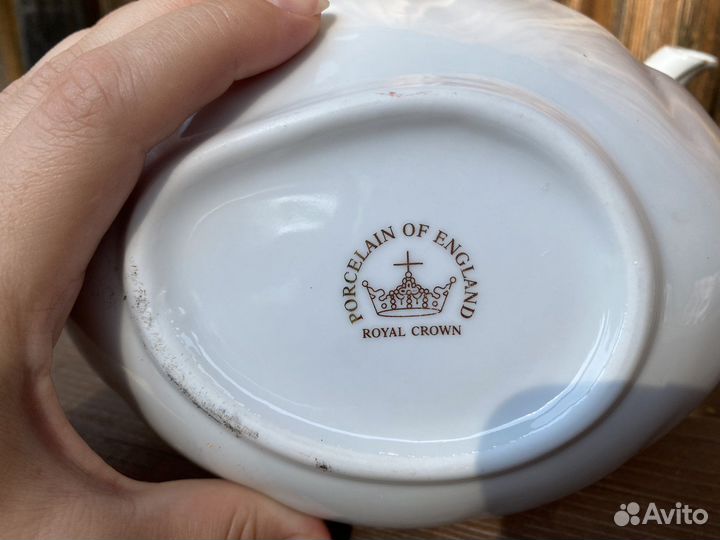 PORCELAIN OF ENGLAND
ROYAL CROWN
Avito